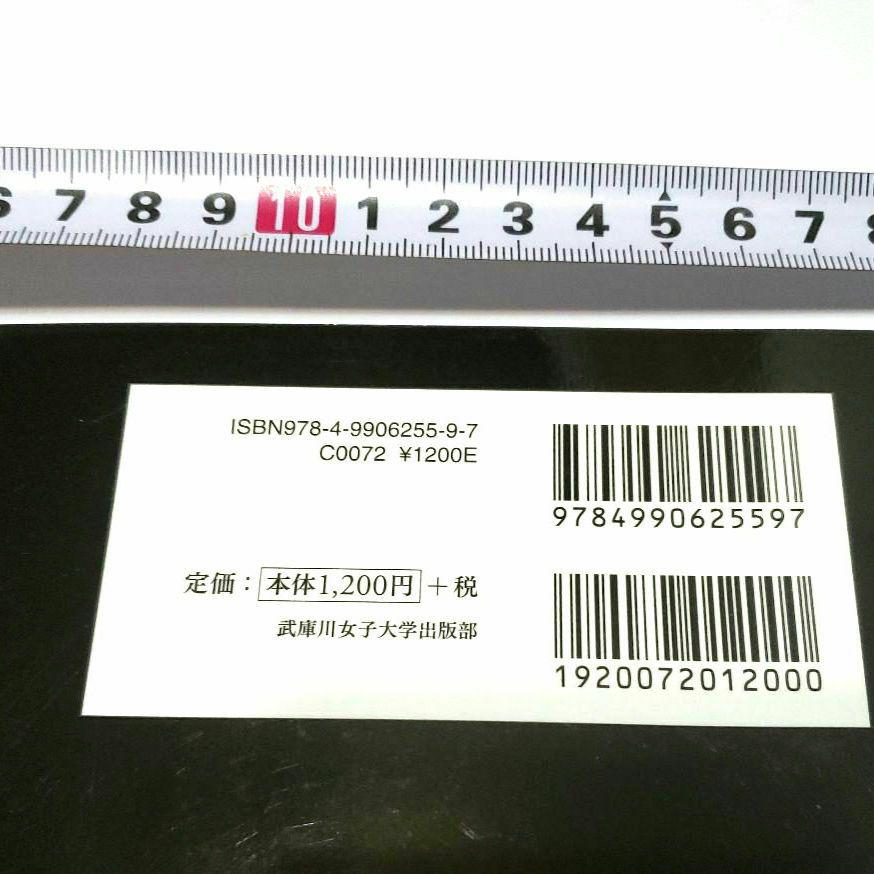 6 7 8 9 10 1 2 3 4 5 6 7 8
ISBN978-4-9906255-9-7
C0072 ¥1200E
9784990625597
定価：本体1,200円＋税
武庫川女子大学出版部
1920072012000